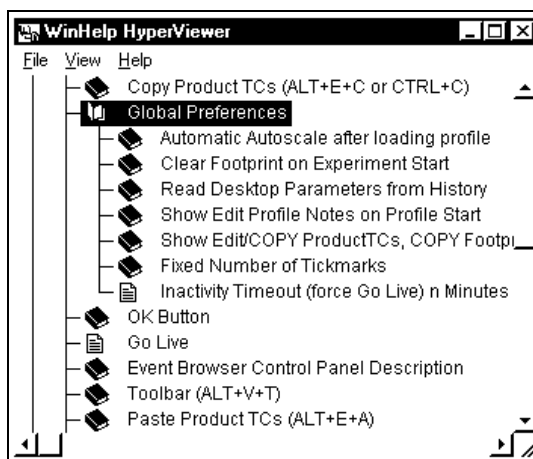 WinHelp HyperViewer
File View Help
Copy Product TCs (ALT+E+C or CTRL+C)
Global Preferences
Automatic Autoscale after loading profile
Clear Footprint on Experiment Start
Read Desktop Parameters from History
Show Edit Profile Notes on Profile Start
Show Edit/COPY ProductTCs, COPY Footpr
Fixed Number of Tickmarks
Inactivity Timeout (force Go Live) n Minutes
OK Button
Go Live
Event Browser Control Panel Description
Toolbar (ALT+V+T)
Paste Product TCs (ALT+E+A)